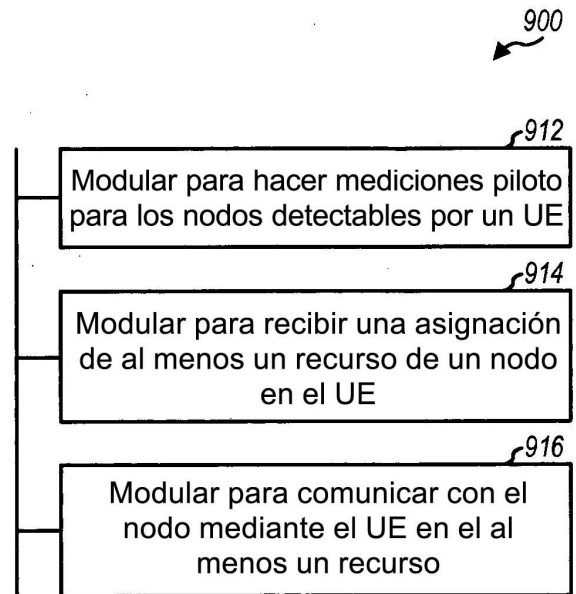 900
912
Modular para hacer mediciones piloto
para los nodos detectables por un UE
914
Modular para recibir una asignación
de al menos un recurso de un nodo
en el UE
916
Modular para comunicar con el
nodo mediante el UE en el al
menos un recurso